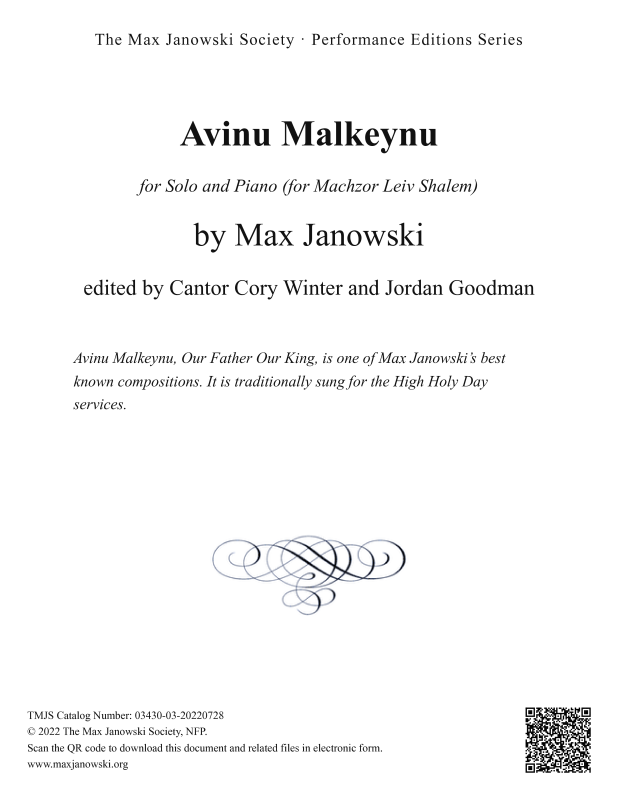 The Max Janowski Society · Performance Editions Series
Avinu Malkeynu
for Solo and Piano (for Machzor Leiv Shalem)
by Max Janowski
edited by Cantor Cory Winter and Jordan Goodman
Avinu Malkeynu, Our Father Our King, is one of Max Janowski’s best
known compositions. It is traditionally sung for the High Holy Day
services.
TMJS Catalog Number: 03430-03-20220728
© 2022 The Max Janowski Society, NFP.
Scan the QR code to download this document and related files in electronic form.
www.maxjanowski.org